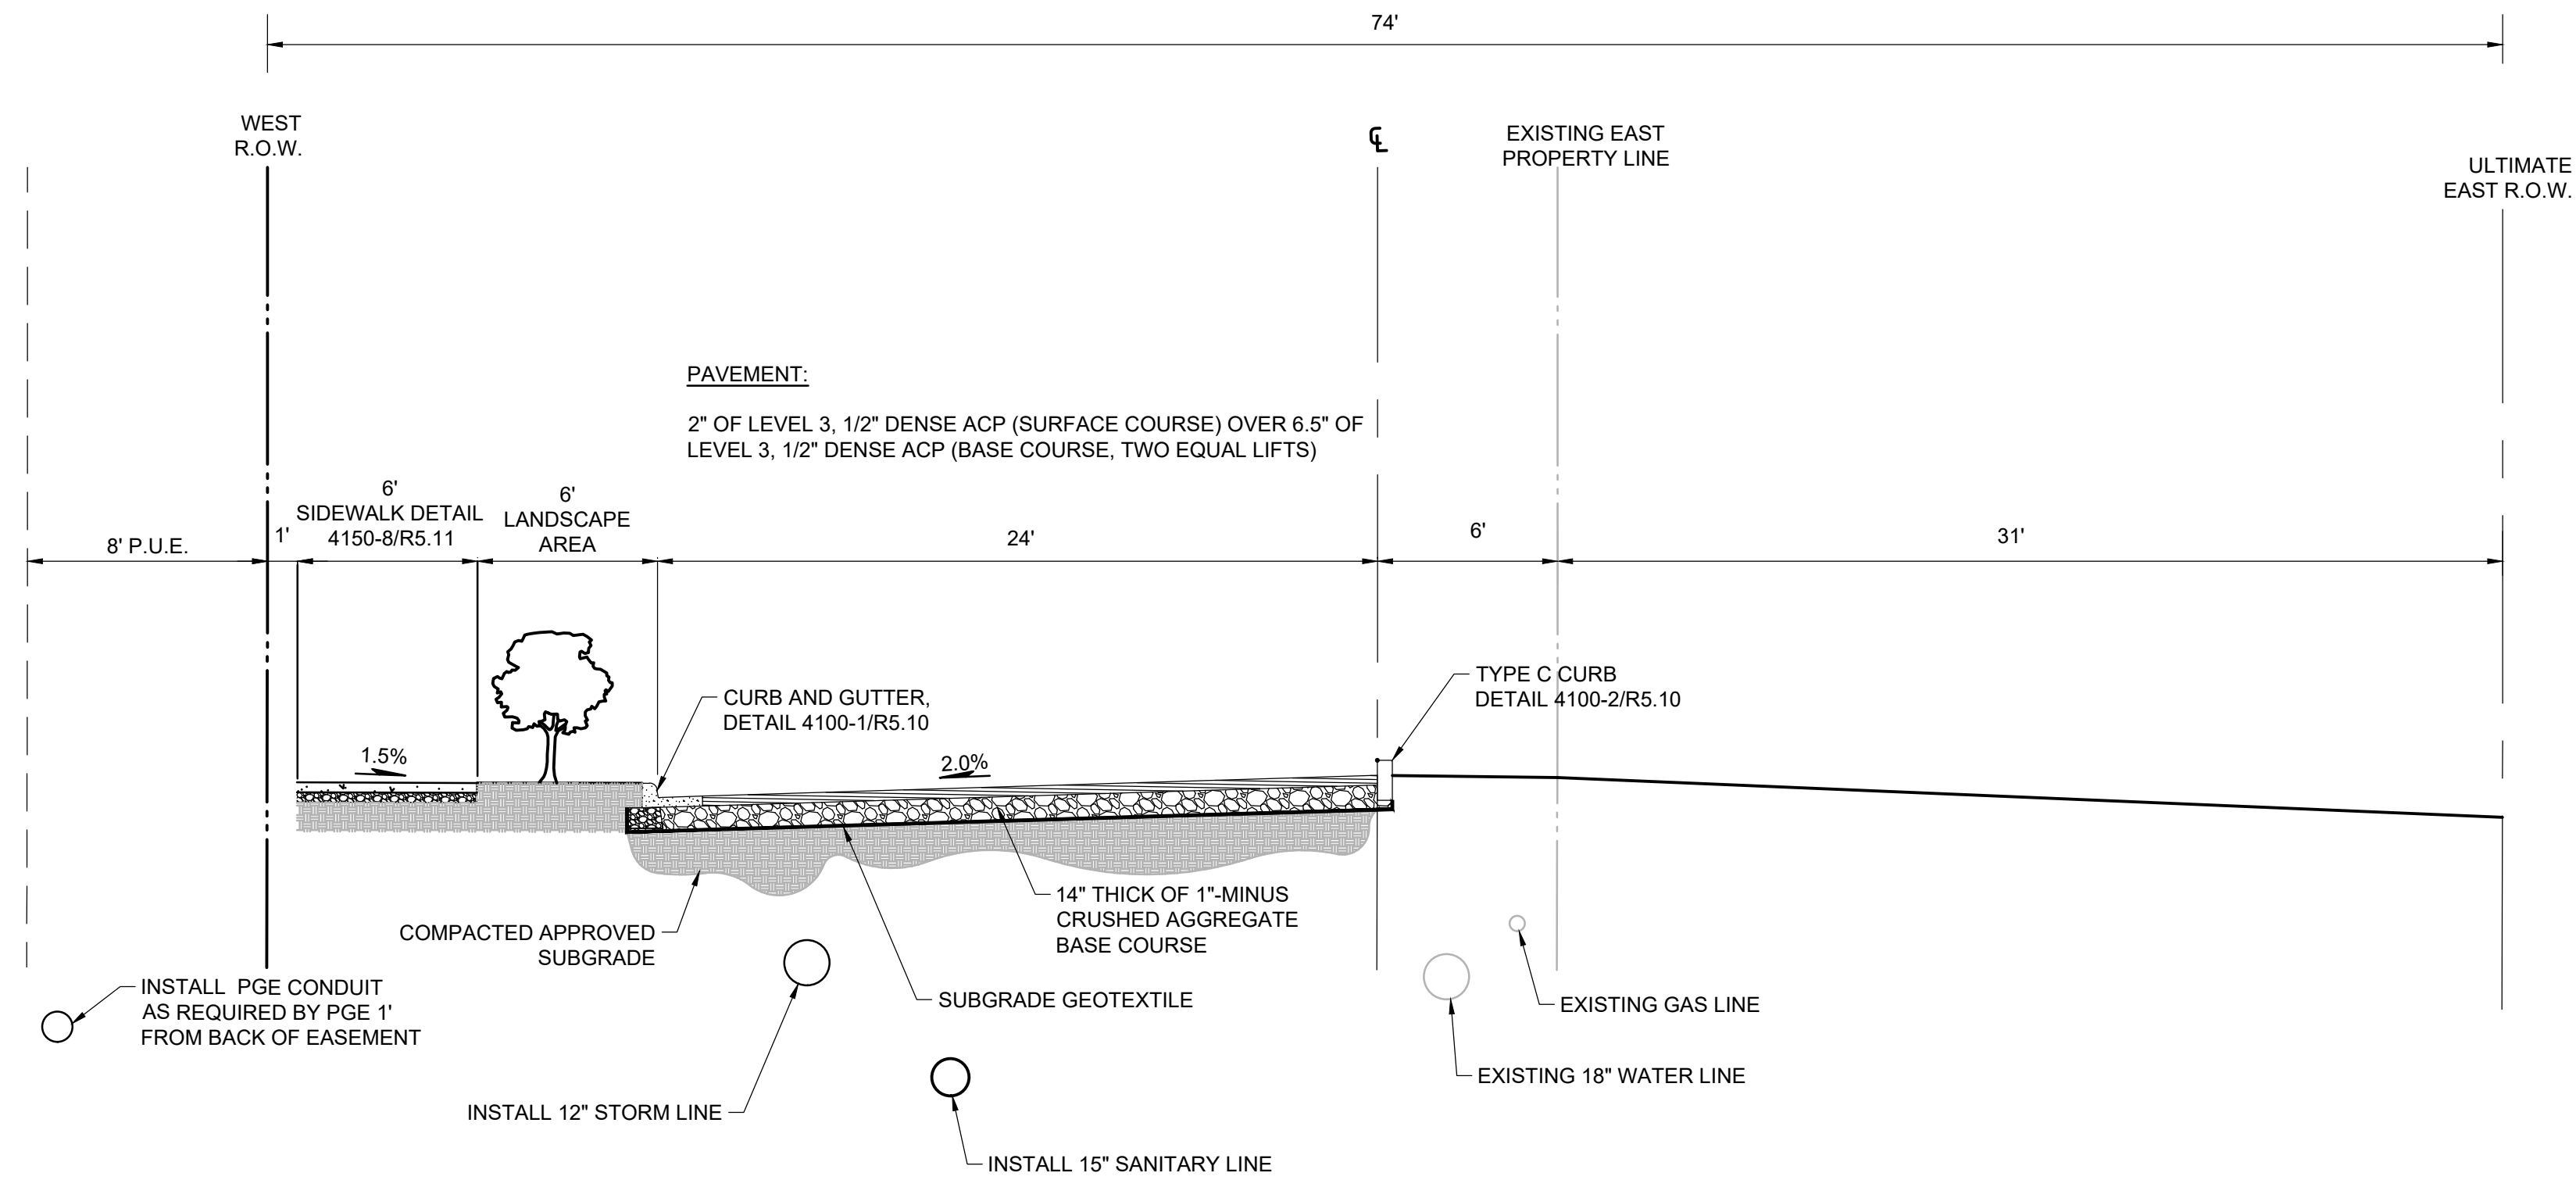 74'
WEST
R.O.W.
℄
EXISTING EAST
PROPERTY LINE
ULTIMATE
EAST R.O.W.
PAVEMENT:
2" OF LEVEL 3, 1/2" DENSE ACP (SURFACE COURSE) OVER 6.5" OF
LEVEL 3, 1/2" DENSE ACP (BASE COURSE, TWO EQUAL LIFTS)
8' P.U.E.
1'
6'
SIDEWALK DETAIL
4150-8/R5.11
6'
LANDSCAPE
AREA
24'
6'
31'
TYPE C CURB
DETAIL 4100-2/R5.10
CURB AND GUTTER,
DETAIL 4100-1/R5.10
1.5%
2.0%
14" THICK OF 1"-MINUS
CRUSHED AGGREGATE
BASE COURSE
COMPACTED APPROVED
SUBGRADE
INSTALL  PGE CONDUIT
AS REQUIRED BY PGE 1'
FROM BACK OF EASEMENT
SUBGRADE GEOTEXTILE
EXISTING GAS LINE
EXISTING 18" WATER LINE
INSTALL 12" STORM LINE
INSTALL 15" SANITARY LINE